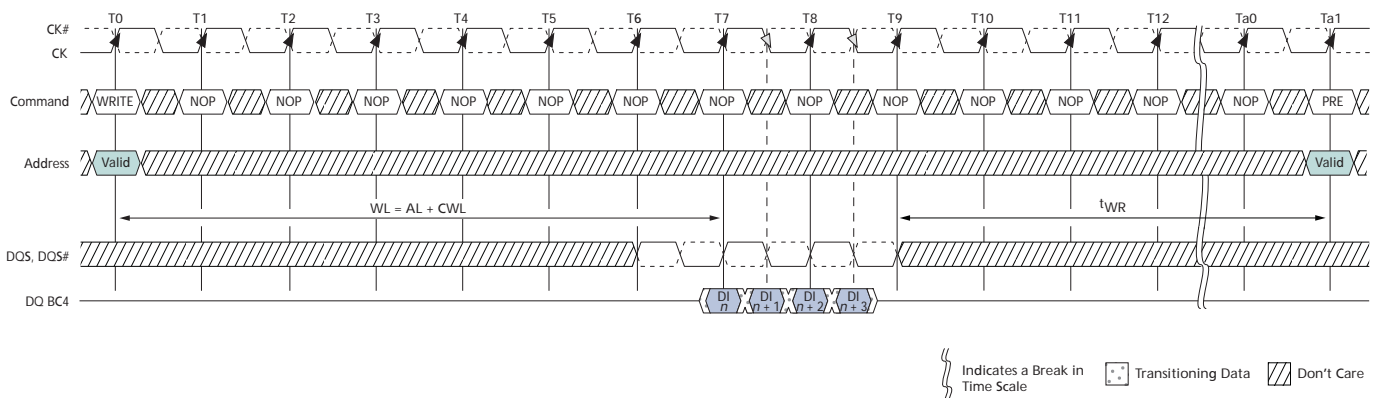 T0 T1 T2 T3 T4 T5 T6 T7 T8 T9 T10 T11 T12 Ta0 Ta1
CK#
CK
Command WRITE NOP NOP NOP NOP NOP NOP NOP NOP NOP NOP NOP NOP NOP PRE
Address Valid Valid
WL = AL + CWL tWR
DQS, DQS#
DQ BC4 DI n DI n + 1 DI n + 2 DI n + 3
Indicates a Break in
Time Scale
Transitioning Data
Don't Care